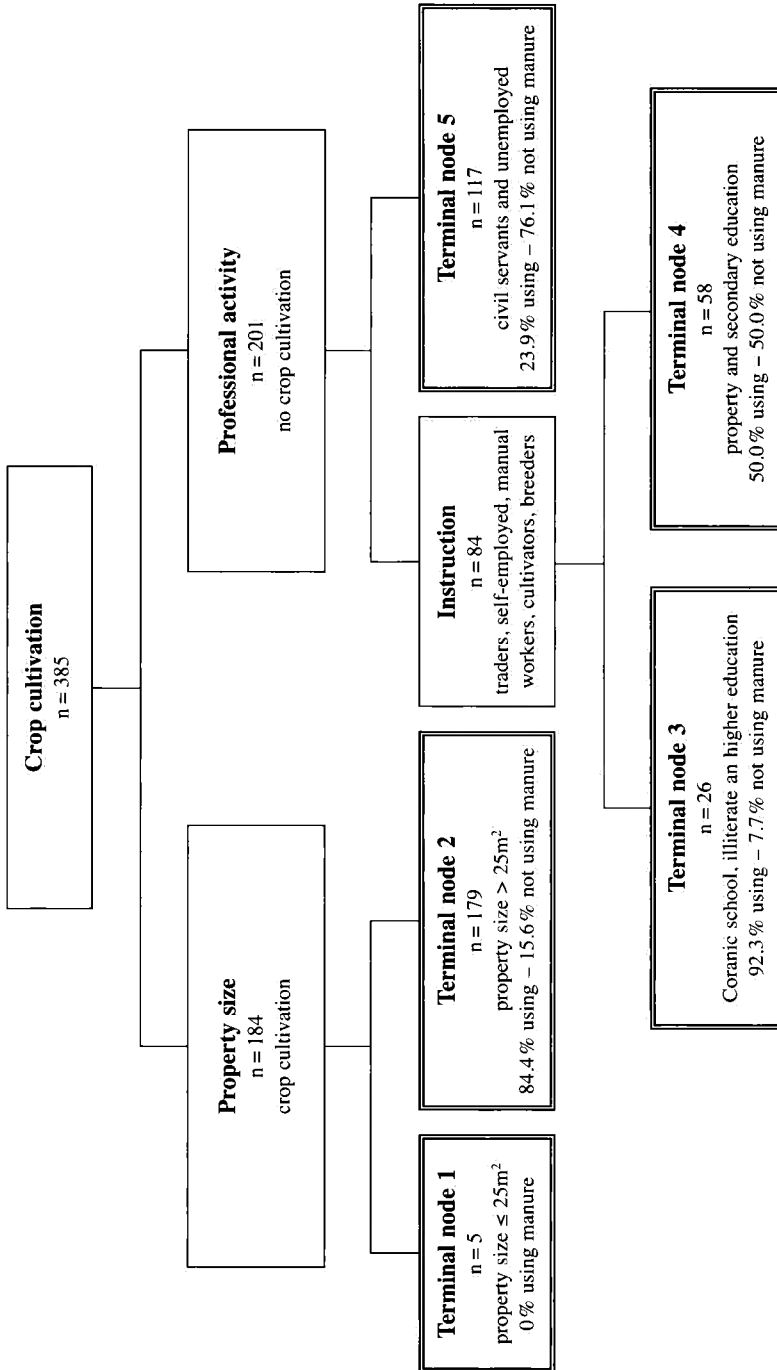 Crop cultivation
n = 385
Property size
n = 184
crop cultivation
Professional activity
n = 201
no crop cultivation
Terminal node 1
n = 5
property size ≤ 25m²
0% using manure
Terminal node 2
n = 179
property size > 25m²
84.4% using – 15.6% not using manure
Instruction
n = 84
traders, self-employed, manual
workers, cultivators, breeders
Terminal node 5
n = 117
civil servants and unemployed
23.9% using – 76.1% not using manure
Terminal node 3
n = 26
Coranic school, illiterate an higher education
92.3% using – 7.7% not using manure
Terminal node 4
n = 58
property and secondary education
50.0% using – 50.0% not using manure